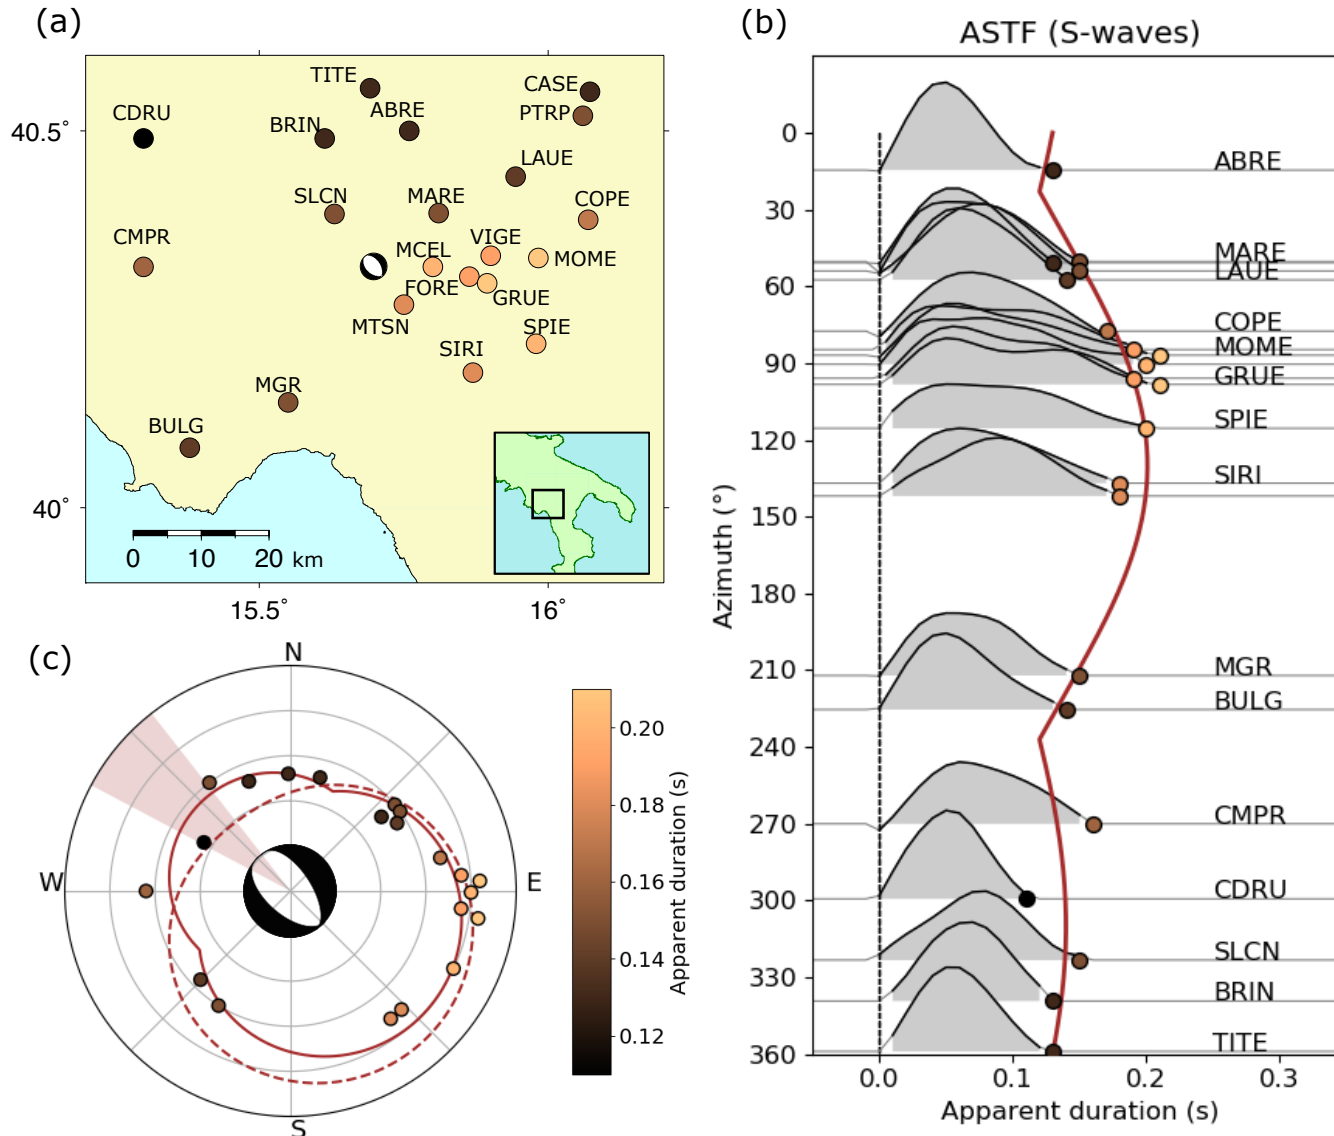 (a)
TITE
CASE
CDRU
ABRE
PTRP
BRIN
40.5°
LAUE
SLCN
MARE
COPE
CMPR
VIGE
MCEL
MOME
FORE
GRUE
MTSN
SPIE
SIRI
MGR
BULG
40°
0 10 20 km
15.5° 16°
(b)
ASTF (S-waves)
Azimuth (°)
0
30
60
90
120
150
180
210
240
270
300
330
360
ABRE
MARE
LAUE
COPE
MOME
GRUE
SPIE
SIRI
MGR
BULG
CMPR
CDRU
SLCN
BRIN
TITE
0.0 0.1 0.2 0.3
Apparent duration (s)
(c)
N
W
E
S
0.20
0.18
0.16
0.14
0.12
Apparent duration (s)